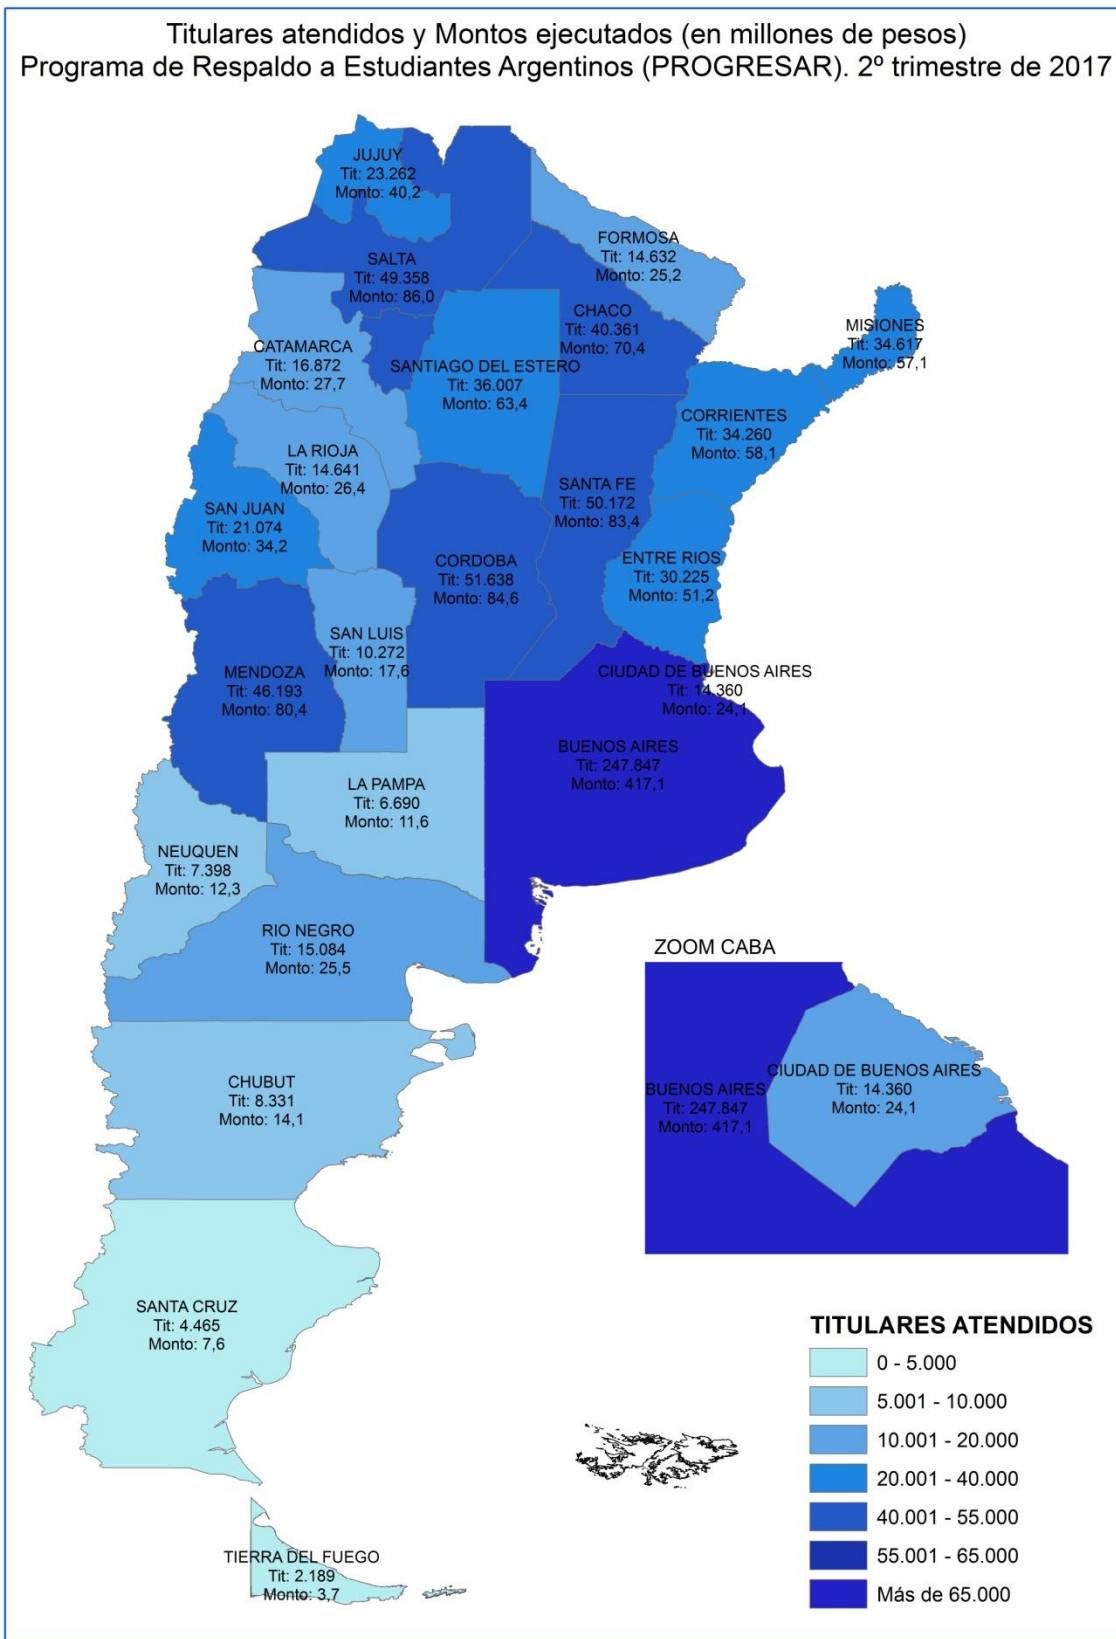 Titulares atendidos y Montos ejecutados (en millones de pesos)
Programa de Respaldo a Estudiantes Argentinos (PROGRESAR). 2º trimestre de 2017
JUJUY
Tit: 23.262
Monto: 40,2
FORMOSA
Tit: 14.632
Monto: 25,2
SALTA
Tit: 49.358
Monto: 86,0
CHACO
Tit: 40.361
Monto: 70,4
MISIONES
Tit: 34.617
Monto: 57,1
CATAMARCA
Tit: 16.872
Monto: 27,7
SANTIAGO DEL ESTERO
Tit: 36.007
Monto: 63,4
CORRIENTES
Tit: 34.260
Monto: 58,1
LA RIOJA
Tit: 14.641
Monto: 26,4
SANTA FE
Tit: 50.172
Monto: 83,4
SAN JUAN
Tit: 21.074
Monto: 34,2
CORDOBA
Tit: 51.638
Monto: 84,6
ENTRE RIOS
Tit: 30.225
Monto: 51,2
SAN LUIS
Tit: 10.272
Monto: 17,6
MENDOZA
Tit: 46.193
Monto: 80,4
CIUDAD DE BUENOS AIRES
Tit: 14.360
Monto: 24,1
BUENOS AIRES
Tit: 247.847
Monto: 417,1
LA PAMPA
Tit: 6.690
Monto: 11,6
NEUQUEN
Tit: 7.398
Monto: 12,3
RIO NEGRO
Tit: 15.084
Monto: 25,5
ZOOM CABA
CIUDAD DE BUENOS AIRES
Tit: 14.360
Monto: 24,1
BUENOS AIRES
Tit: 247.847
Monto: 417,1
CHUBUT
Tit: 8.331
Monto: 14,1
SANTA CRUZ
Tit: 4.465
Monto: 7,6
TITULARES ATENDIDOS
0 - 5.000
5.001 - 10.000
10.001 - 20.000
20.001 - 40.000
40.001 - 55.000
55.001 - 65.000
Más de 65.000
TIERRA DEL FUEGO
Tit: 2.189
Monto: 3,7